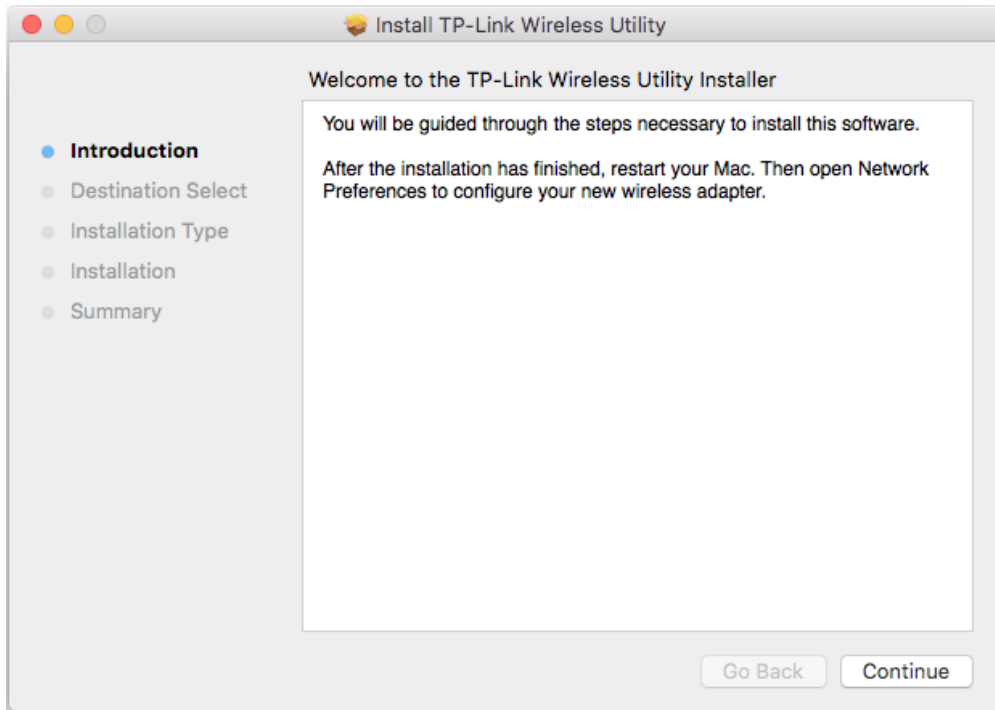 Install TP-Link Wireless Utility
Welcome to the TP-Link Wireless Utility Installer
Introduction
Destination Select
Installation Type
Installation
Summary
You will be guided through the steps necessary to install this software.
After the installation has finished, restart your Mac. Then open Network
Preferences to configure your new wireless adapter.
Go Back
Continue